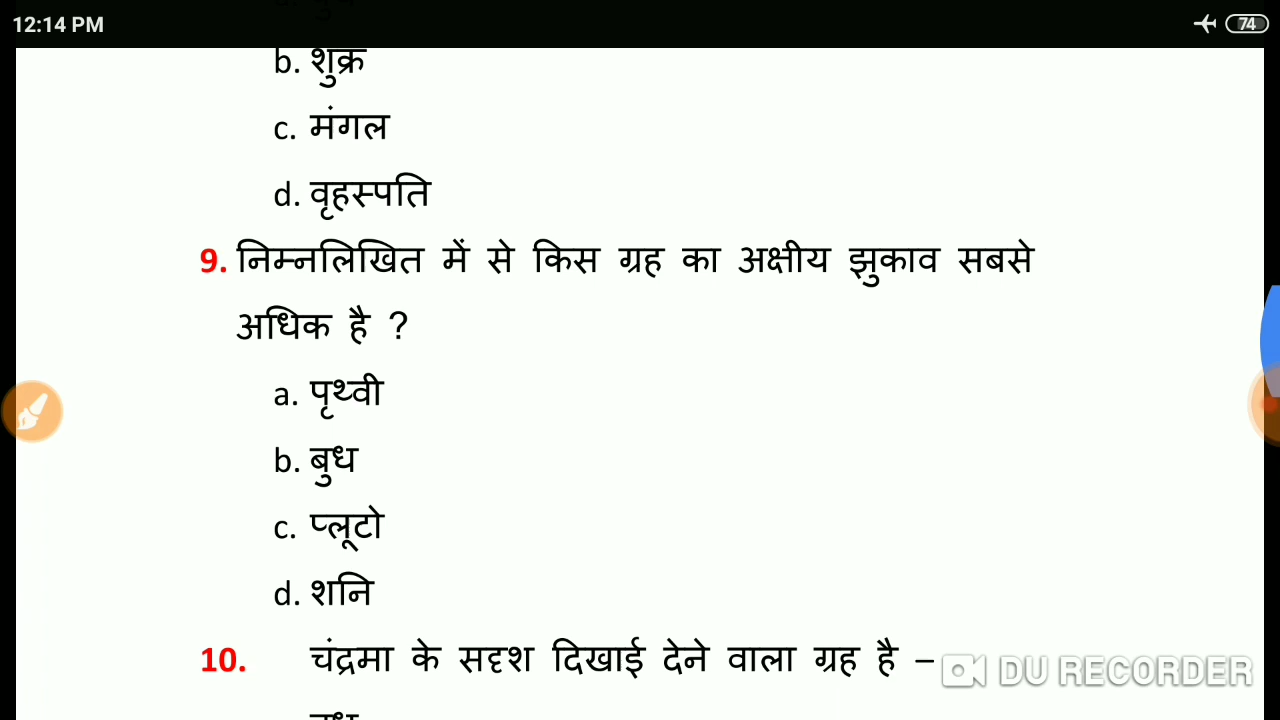 12:14 PM
74
b. शुक्र
c. मंगल
d. वृहस्पति
9. निम्नलिखित में से किस ग्रह का अक्षीय झुकाव सबसे
अधिक है ?
a. पृथ्वी
b. बुध
c. प्लूटो
d. शनि
10. चंद्रमा के सदृश दिखाई देने वाला ग्रह है –
DU RECORDER